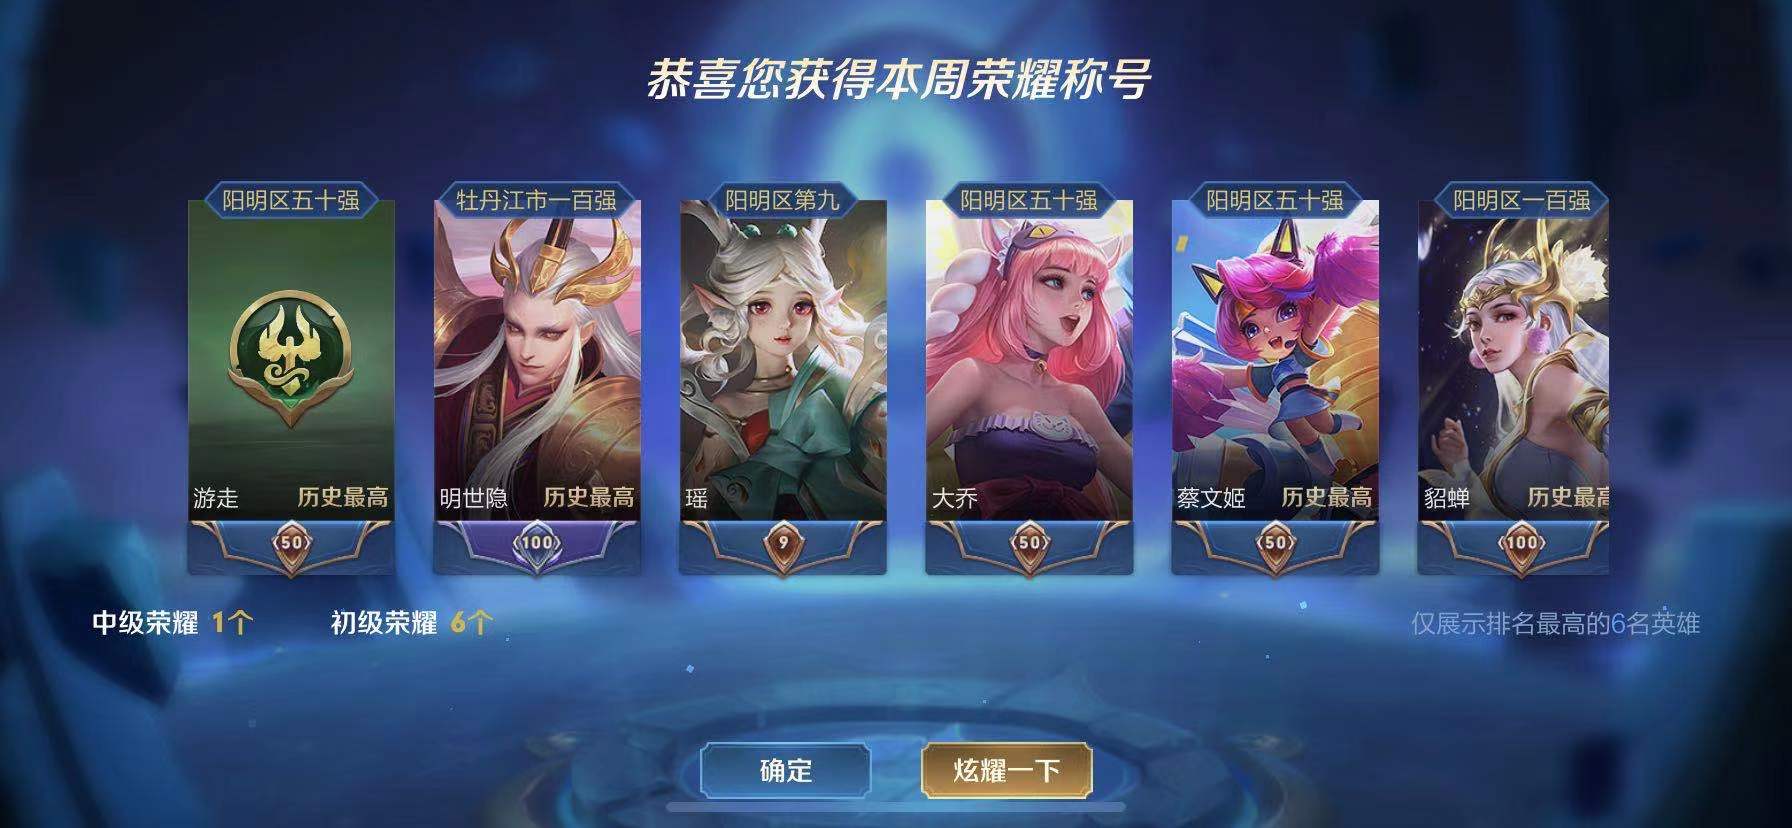 恭喜您获得本周荣耀称号
阳明区五十强
牡丹江市一百强
阳明区第九
阳明区五十强
阳明区五十强
阳明区一百强
游走 历史最高
明世隐 历史最高
瑶
大乔
蔡文姬 历史最高
貂蝉 历史最高
50
100
9
50
50
100
中级荣耀 1个
初级荣耀 6个
仅展示排名最高的6名英雄
确定
炫耀一下